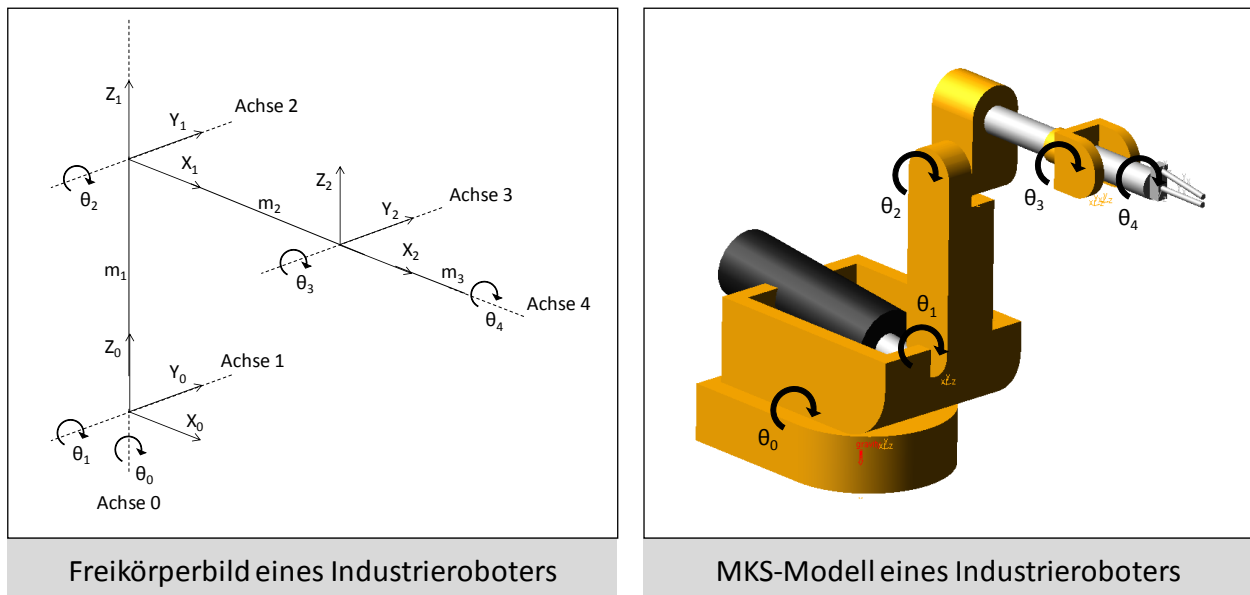 Z1
Achse 2
Y1
X1
θ2
m2
Z2
Achse 3
Y2
m1
θ3
X2
m3
Achse 4
θ4
Z0
Achse 1
Y0
X0
θ1
θ0
Achse 0
Freikörperbild eines Industrieroboters
θ2
θ3
θ4
θ1
θ0
MKS-Modell eines Industrieroboters